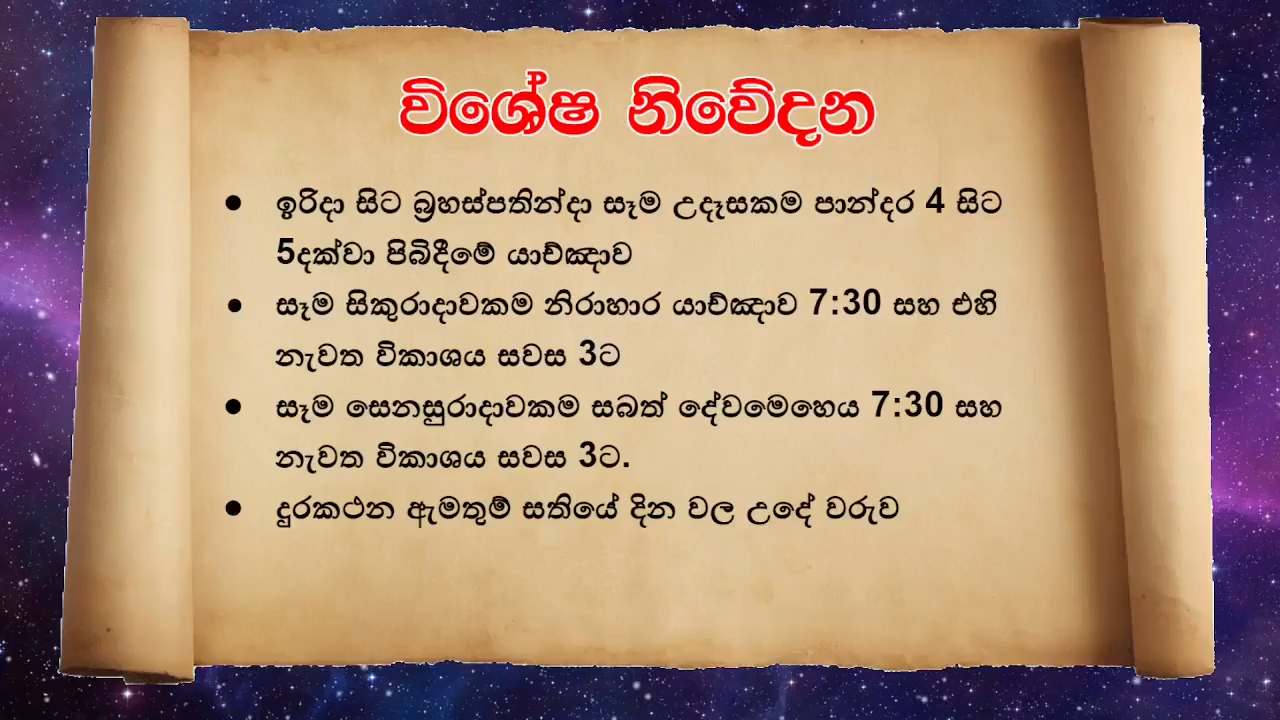 විශේෂ නිවේදන
● ඉරිදා සිට බ්‍රහස්පතින්දා සෑම උදෑසකම පාන්දර 4 සිට
5දක්වා පිබිදීමේ යාච්ඤාව
● සෑම සිකුරාදාවකම නිරාහාර යාච්ඤාව 7:30 සහ එහි
නැවත විකාශය සවස 3ට
● සෑම සෙනසුරාදාවකම සබත් දේවමෙහෙය 7:30 සහ
නැවත විකාශය සවස 3ට.
● දුරකථන ඇමතුම් සතියේ දින වල උදේ වරුව